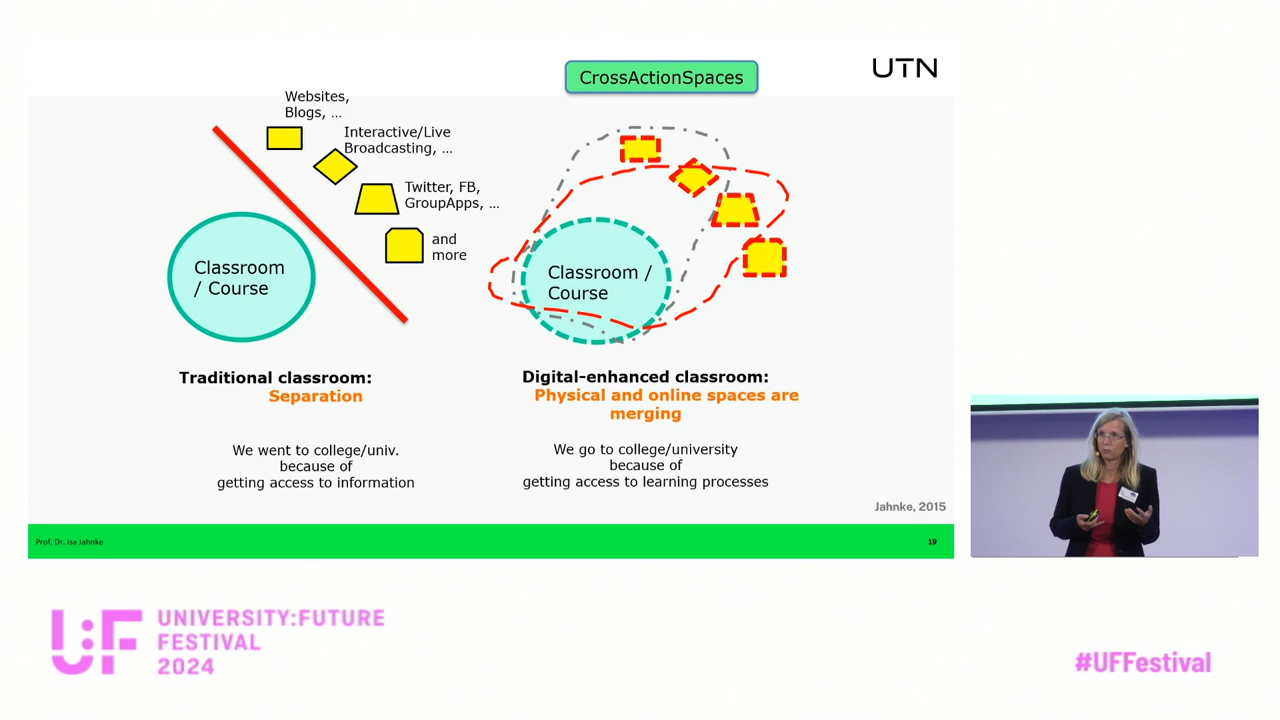 CrossActionSpaces
UTN
Websites,
Blogs, ...
Interactive/Live
Broadcasting, ...
Twitter, FB,
GroupApps, ...
and
more
Classroom
/ Course
Classroom /
Course
Traditional classroom:
Separation
Digital-enhanced classroom:
Physical and online spaces are
merging
We went to college/univ.
because of
getting access to information
We go to college/university
because of
getting access to learning processes
Jahnke, 2015
Prof. Dr. Isa Jahnke
19
U:F
UNIVERSITY:FUTURE
FESTIVAL
2024
#UFFestival